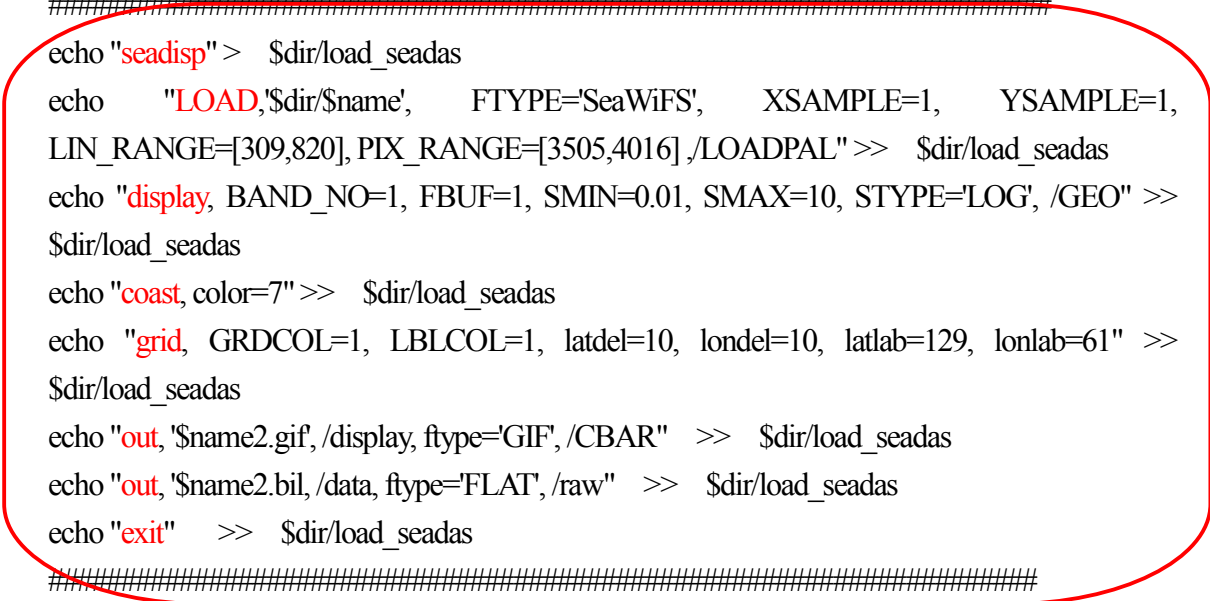 ################################################################################
echo "seadisp" > $dir/load_seadas
echo "LOAD,'$dir/$name', FTYPE='SeaWiFS', XSAMPLE=1, YSAMPLE=1,
LIN_RANGE=[309,820], PIX_RANGE=[3505,4016] ,/LOADPAL" >> $dir/load_seadas
echo "display, BAND_NO=1, FBUF=1, SMIN=0.01, SMAX=10, STYPE='LOG', /GEO" >>
$dir/load_seadas
echo "coast, color=7" >> $dir/load_seadas
echo "grid, GRDCOL=1, LBLCOL=1, latdel=10, londel=10, latlab=129, lonlab=61" >>
$dir/load_seadas
echo "out, '$name2.gif', /display, ftype='GIF', /CBAR" >> $dir/load_seadas
echo "out, '$name2.bil, /data, ftype='FLAT', /raw" >> $dir/load_seadas
echo "exit" >> $dir/load_seadas
###############################################################################